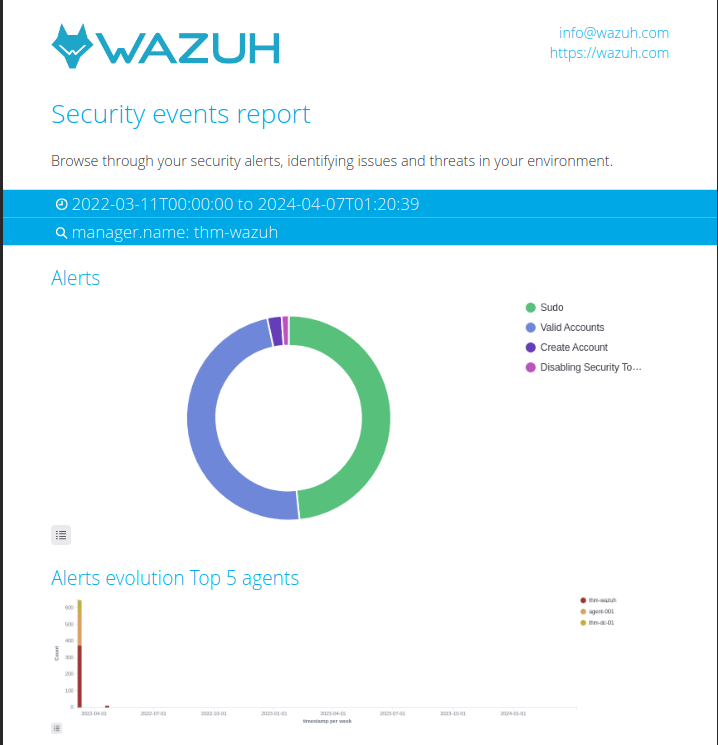 WAZUH
info@wazuh.com
https://wazuh.com
Security events report
Browse through your security alerts, identifying issues and threats in your environment.
2022-03-11T00:00:00 to 2024-04-07T01:20:39
manager.name: thm-wazuh
Alerts
Sudo
Valid Accounts
Create Account
Disabling Security To...
Alerts evolution Top 5 agents
thm-wazuh
agent-001
thm-dc-01
600
500
400
300
200
100
0
Count
2022-04-01 2022-07-01 2022-10-01 2023-01-01 2023-04-01 2023-07-01 2023-10-01 2024-01-01
timestamp per week